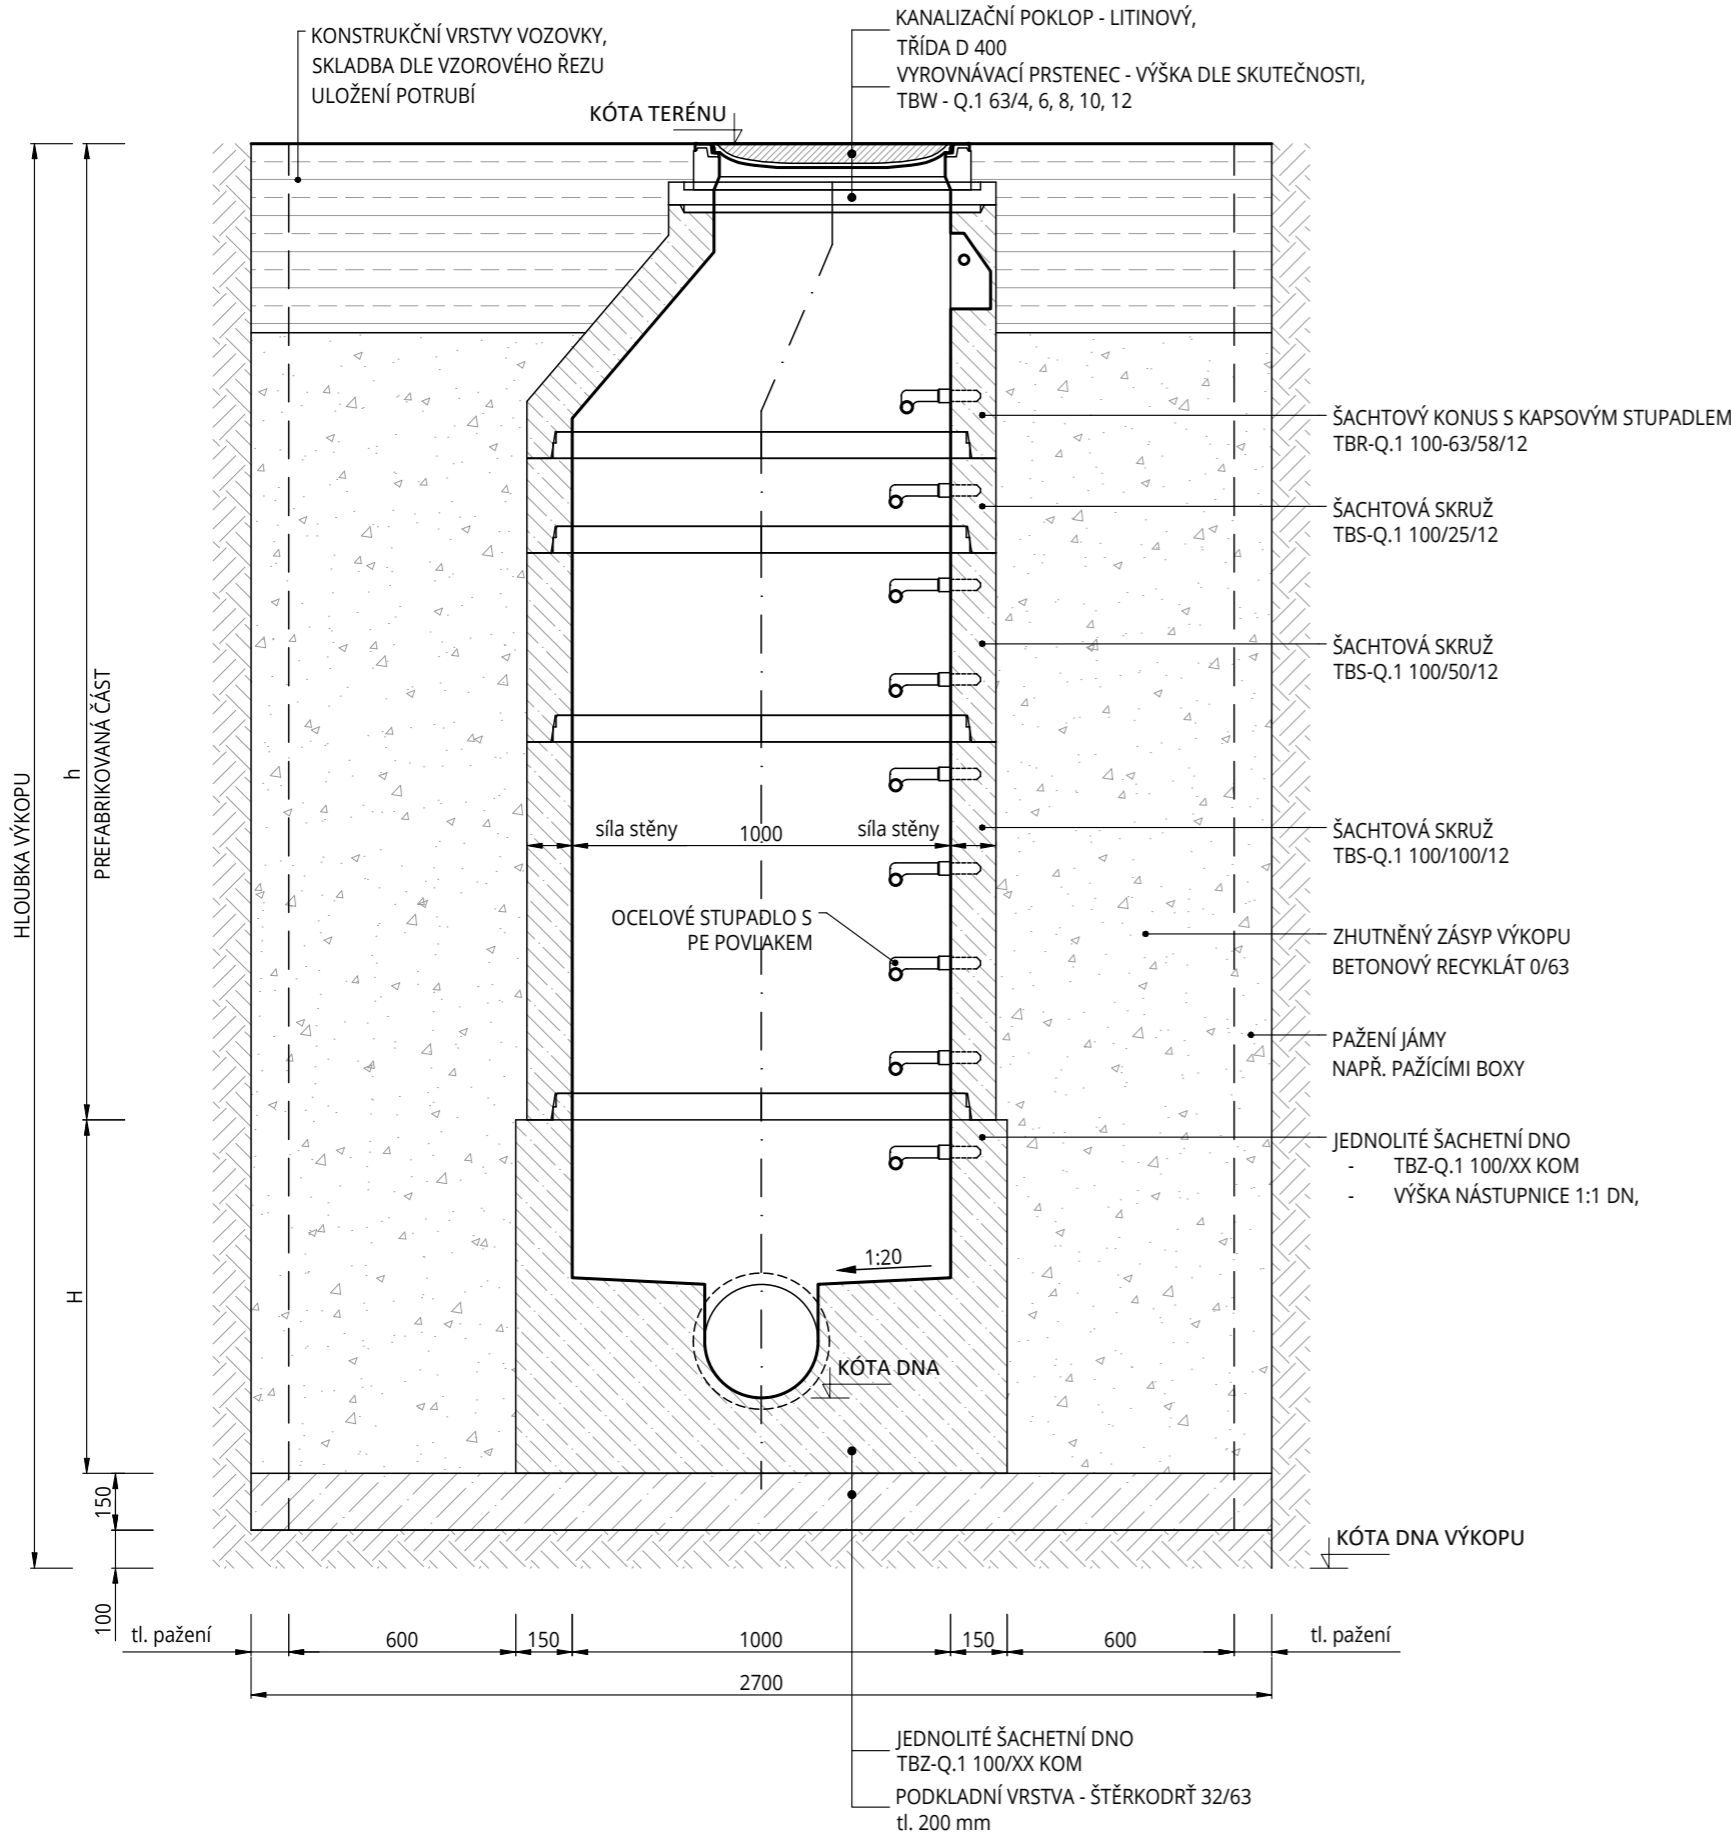 KONSTRUKČNÍ VRSTVY VOZOVKY,
SKLADBA DLE VZOROVÉHO ŘEZU
ULOŽENÍ POTRUBÍ
KANALIZAČNÍ POKLOP - LITINOVÝ,
TŘÍDA D 400
VYROVNÁVACÍ PRSTENEC - VÝŠKA DLE SKUTEČNOSTI,
TBW - Q.1 63/4, 6, 8, 10, 12
KÓTA TERÉNU
ŠACHTOVÝ KONUS S KAPSOVÝM STUPADLEM
TBR-Q.1 100-63/58/12
ŠACHTOVÁ SKRUŽ
TBS-Q.1 100/25/12
ŠACHTOVÁ SKRUŽ
TBS-Q.1 100/50/12
HLOUBKA VÝKOPU
h
PREFABRIKOVANÁ ČÁST
síla stěny
1000
síla stěny
ŠACHTOVÁ SKRUŽ
TBS-Q.1 100/100/12
OCELOVÉ STUPADLO S
PE POVLAKEM
ZHUTNĚNÝ ZÁSYP VÝKOPU
BETONOVÝ RECYKLÁT 0/63
PAŽENÍ JÁMY
NAPŘ. PAŽÍCÍMI BOXY
JEDNOLITÉ ŠACHETNÍ DNO
- TBZ-Q.1 100/XX KOM
- VÝŠKA NÁSTUPNICE 1:1 DN,
H
1:20
KÓTA DNA
150
100
KÓTA DNA VÝKOPU
tl. pažení
600
150
1000
150
600
tl. pažení
2700
JEDNOLITÉ ŠACHETNÍ DNO
TBZ-Q.1 100/XX KOM
PODKLADNÍ VRSTVA - ŠTĚRKODRŤ 32/63
tl. 200 mm